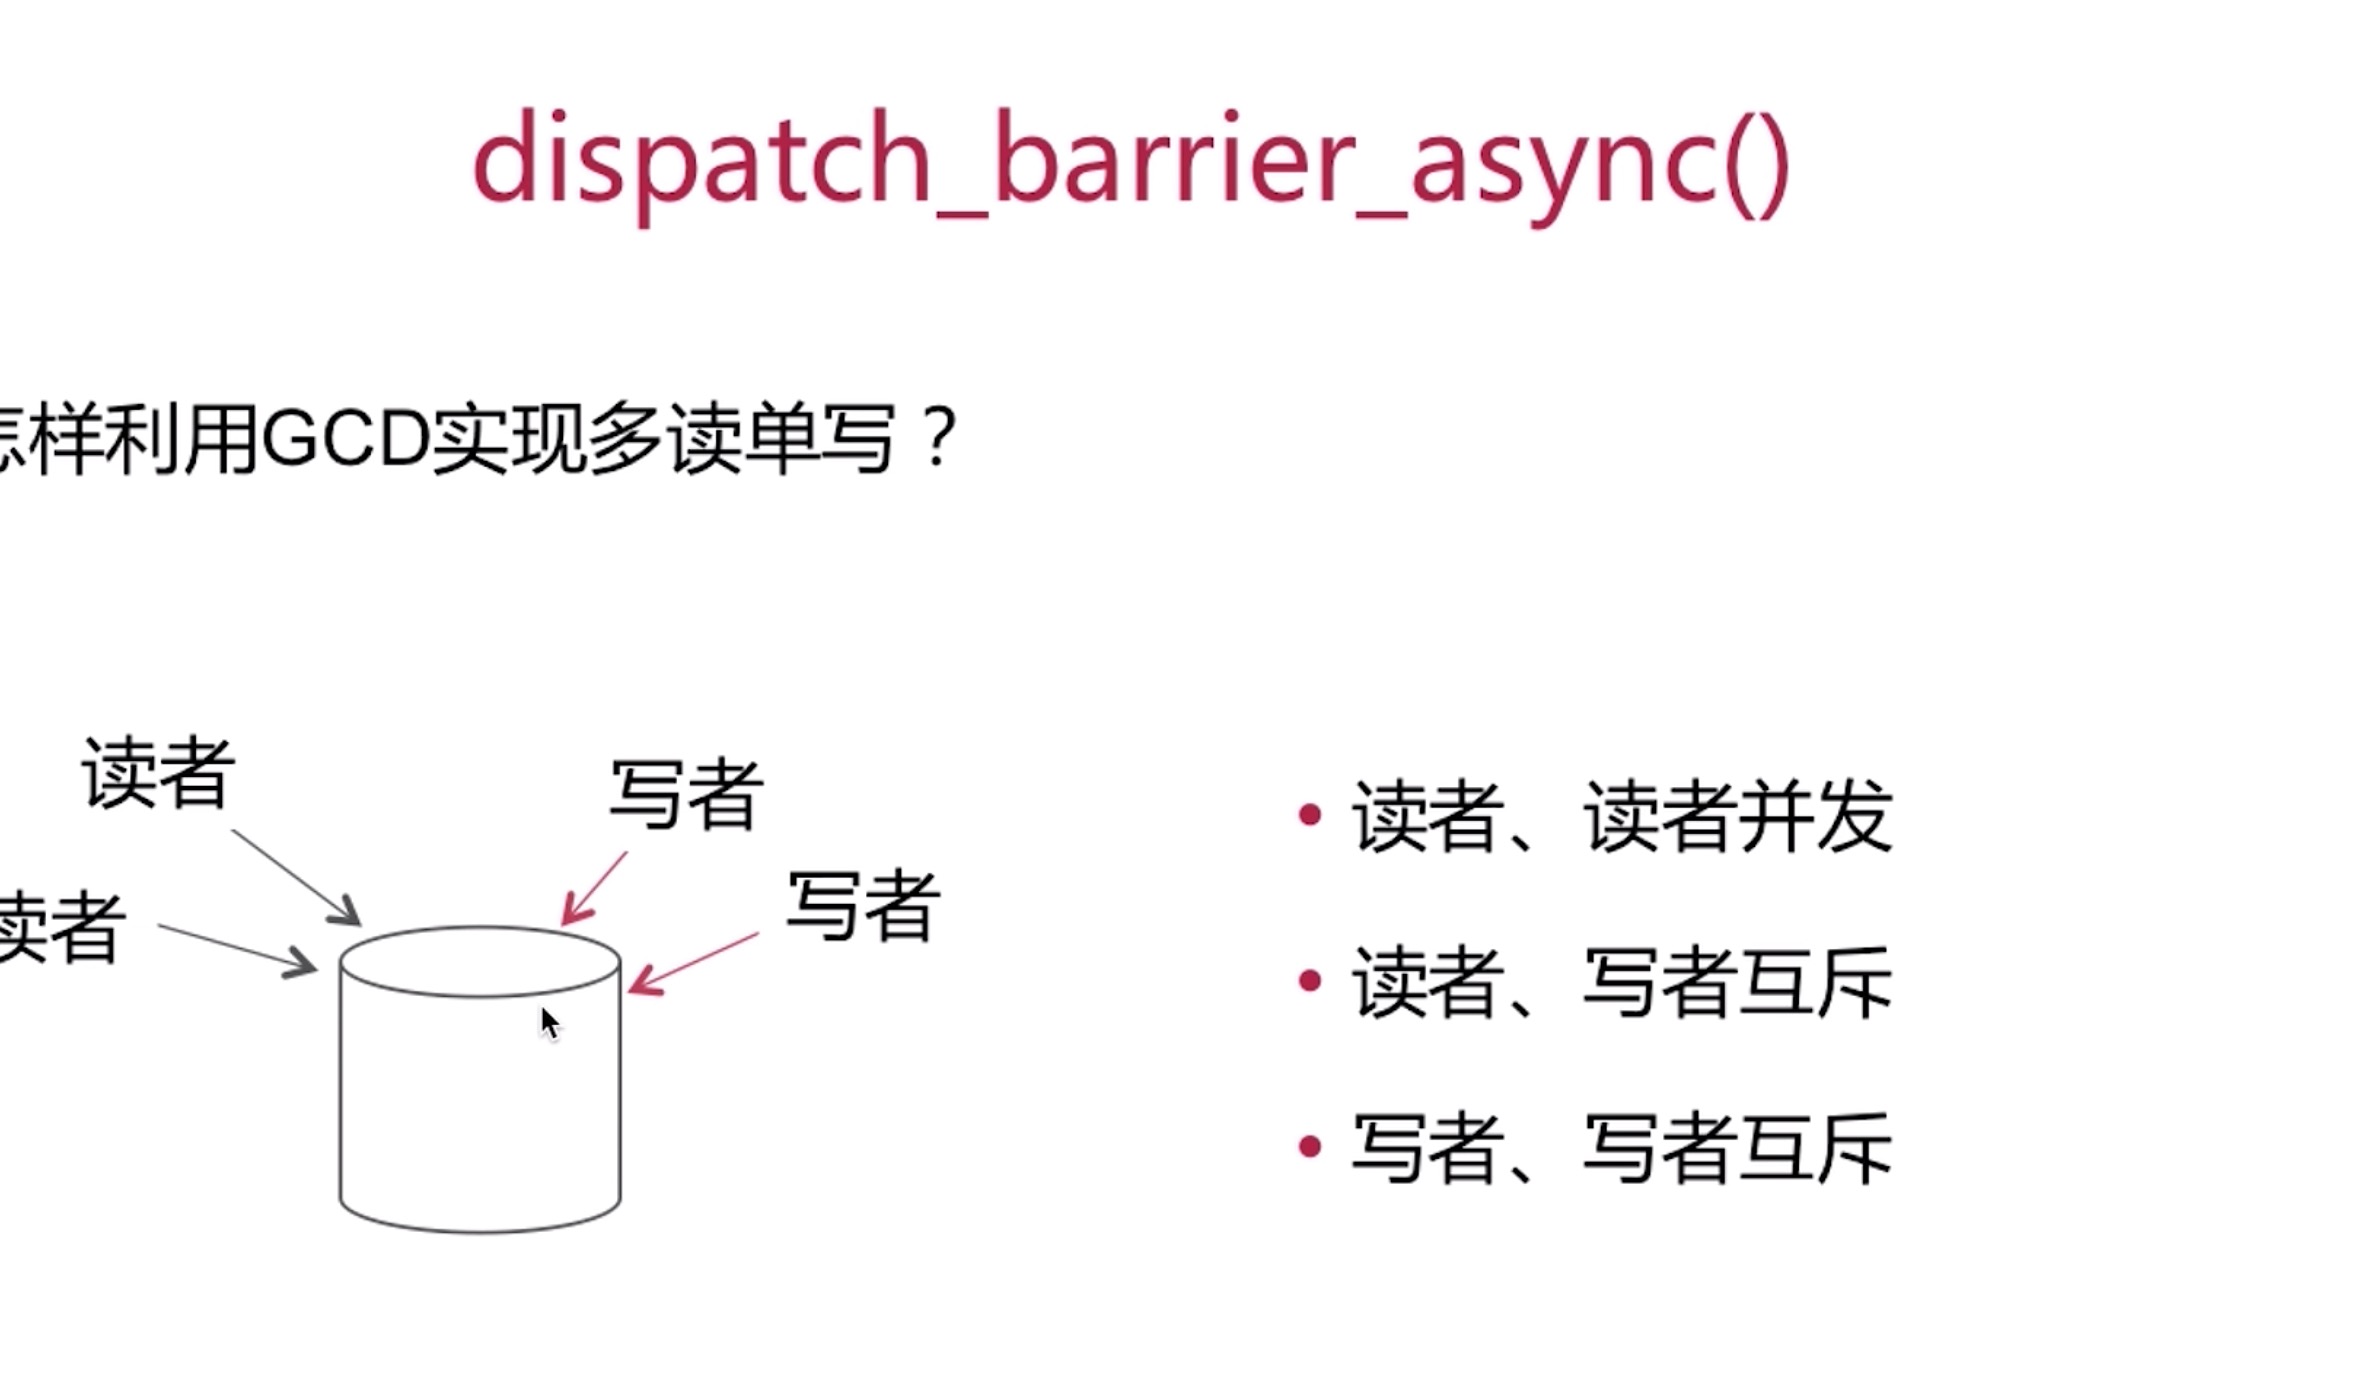 dispatch_barrier_async()
怎样利用GCD实现多读单写？
读者
写者
读者
写者
• 读者、读者并发
• 读者、写者互斥
• 写者、写者互斥